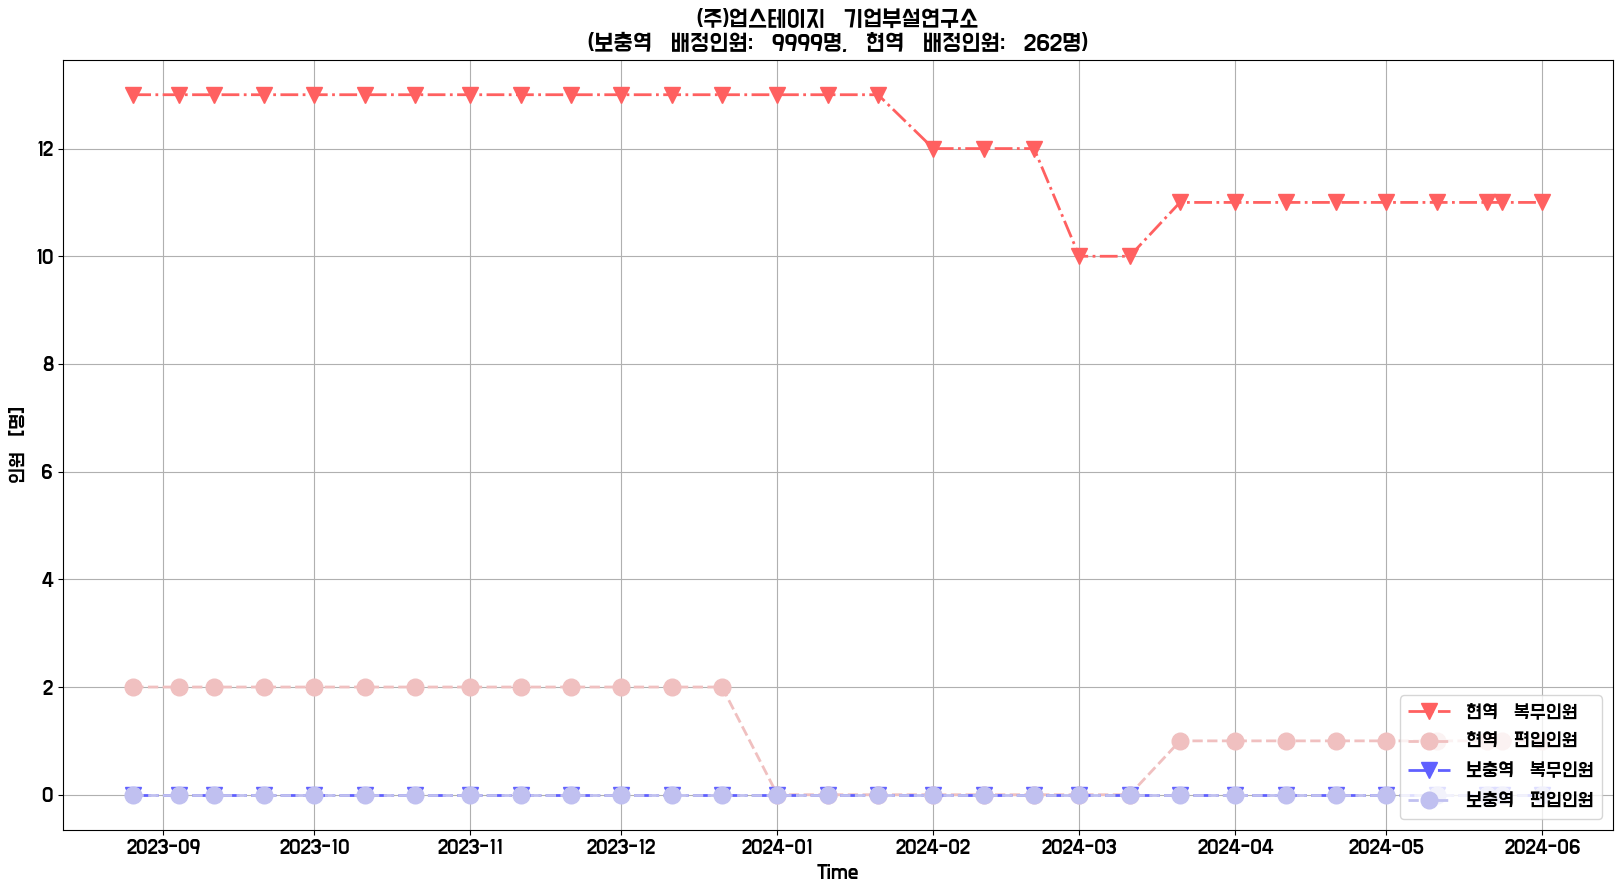 (주)업스테이지 기업부설연구소
(보충역 배정인원: 9999명, 현역 배정인원: 262명)
인원 [명]
12
10
8
6
4
2
0
현역 복무인원
현역 편입인원
보충역 복무인원
보충역 편입인원
2023-09 2023-10 2023-11 2023-12 2024-01 2024-02 2024-03 2024-04 2024-05 2024-06
Time